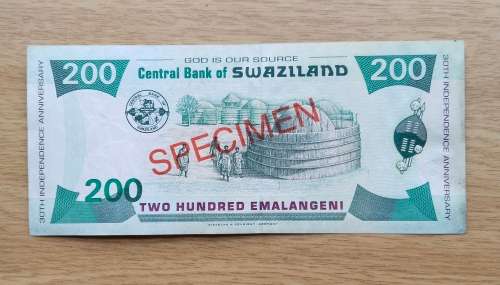 GOD IS OUR SOURCE
200 Central Bank of SWAZILAND 200
30TH INDEPENDENCE ANNIVERSARY
30TH INDEPENDENCE ANNIVERSARY
SPECIMEN
200
TWO HUNDRED EMALANGENI